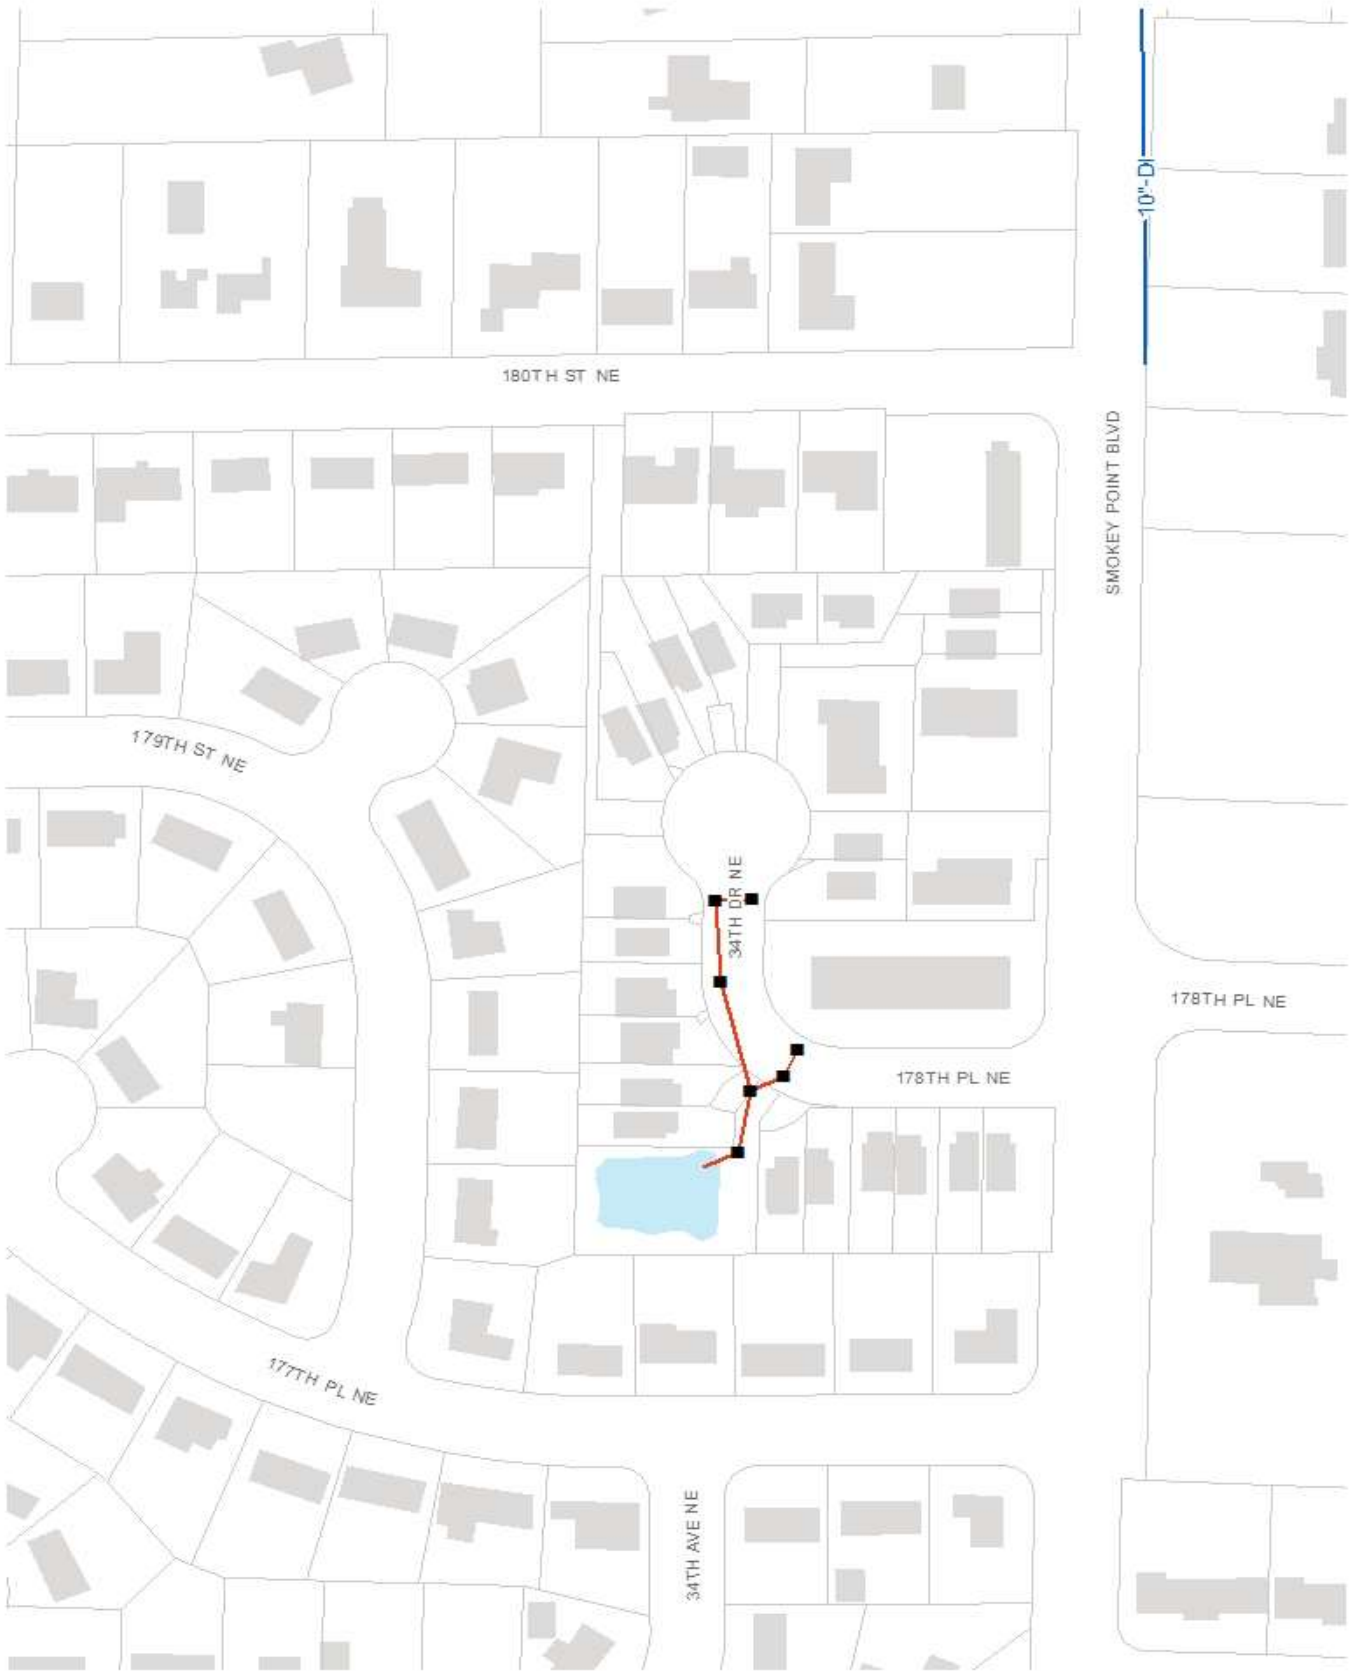 10"-DI
180TH ST NE
SMOKEY POINT BLVD
179TH ST NE
34TH DR NE
178TH PL NE
178TH PL NE
177TH PL NE
34TH AVE NE